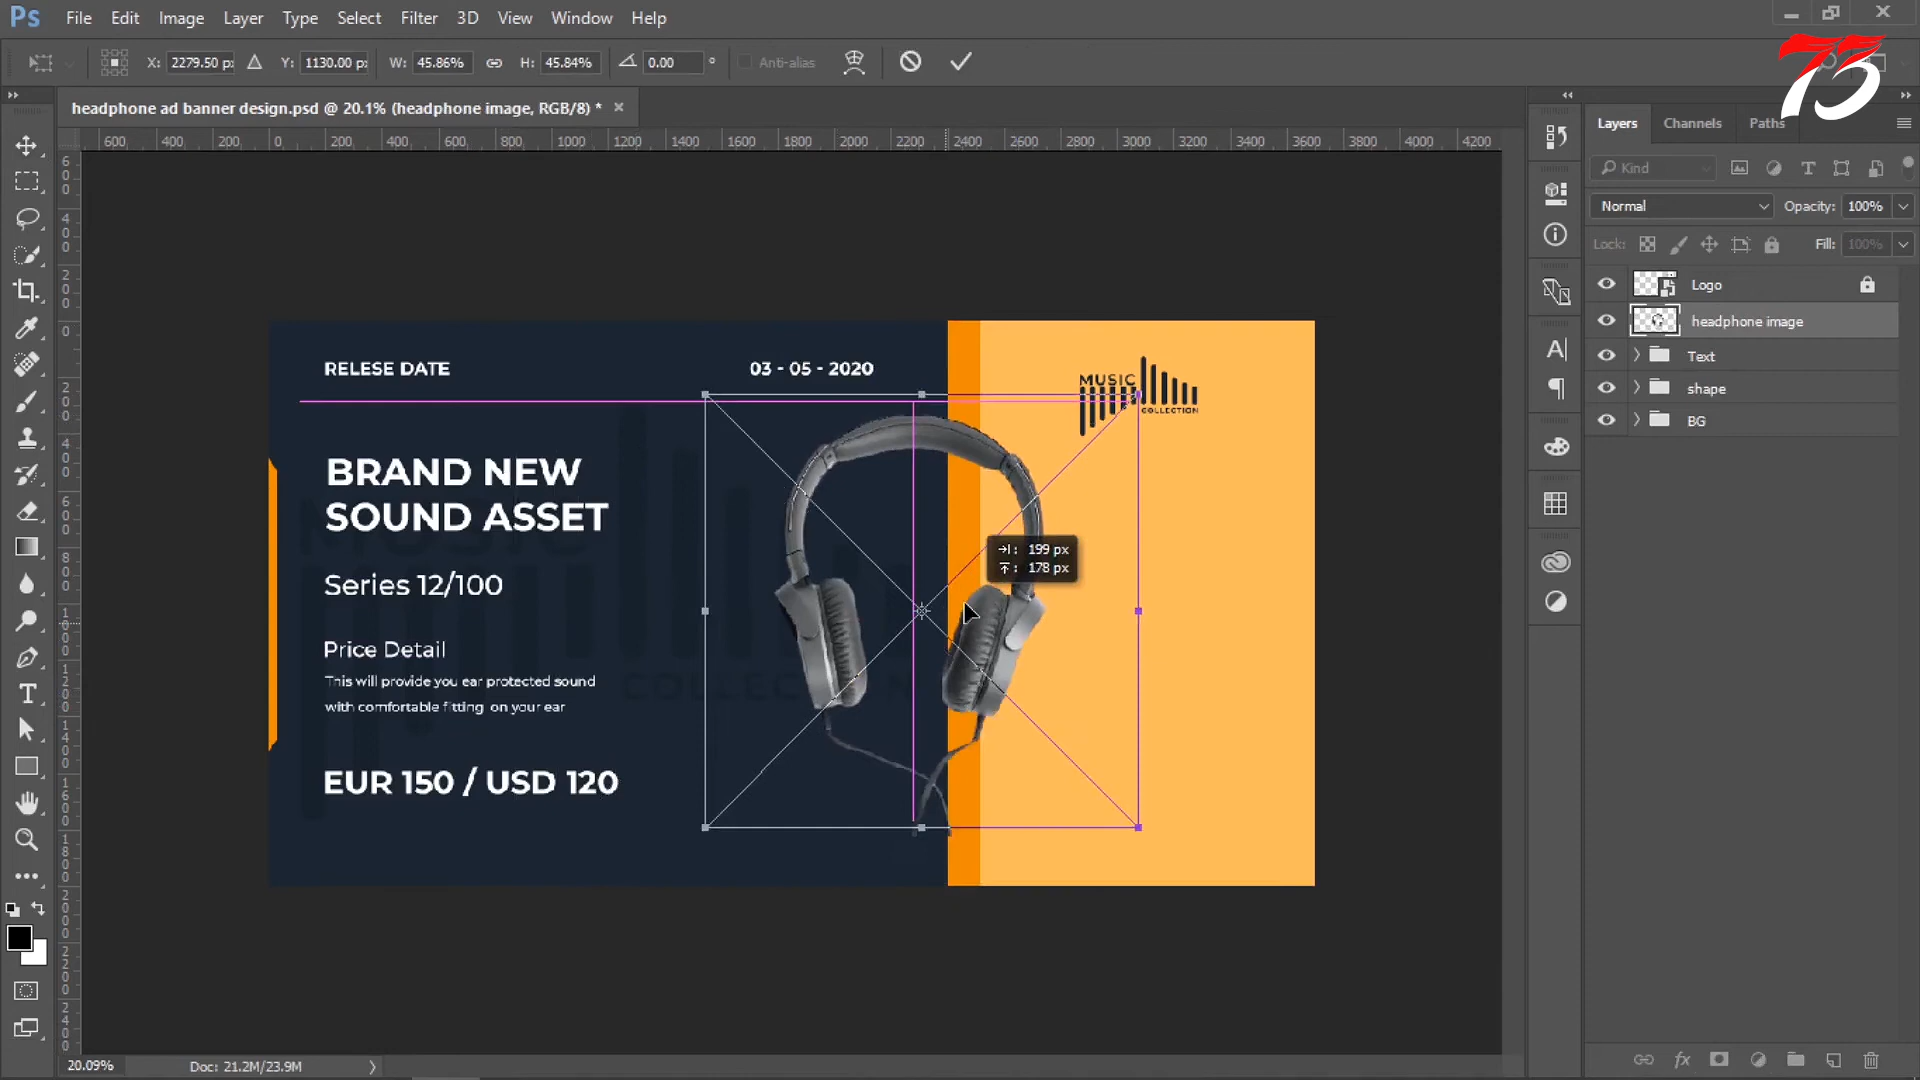 Ps File Edit Image Layer Type Select Filter 3D View Window Help
X: 2279.50 px Y: 1130.00 px W: 45.86% H: 45.84% 0.00 ° Anti-alias
headphone ad banner design.psd @ 20.1% (headphone image, RGB/8) * ×
600 400 200 0 200 400 600 800 1000 1200 1400 1600 1800 2000 2200 2400 2600 2800 3000 3200 3400 3600 3800 4000 4200
Layers Channels Paths
Kind
Normal Opacity: 100%
Lock: Fill: 100%
Logo
headphone image
Text
shape
BG
RELESE DATE 03 - 05 - 2020
MUSIC
COLLECTION
BRAND NEW
SOUND ASSET
199 px
178 px
Series 12/100
Price Detail
This will provide you ear protected sound
with comfortable fitting on your ear
MUSIC
COLLECTION
EUR 150 / USD 120
20.09% Doc: 21.2M/23.9M